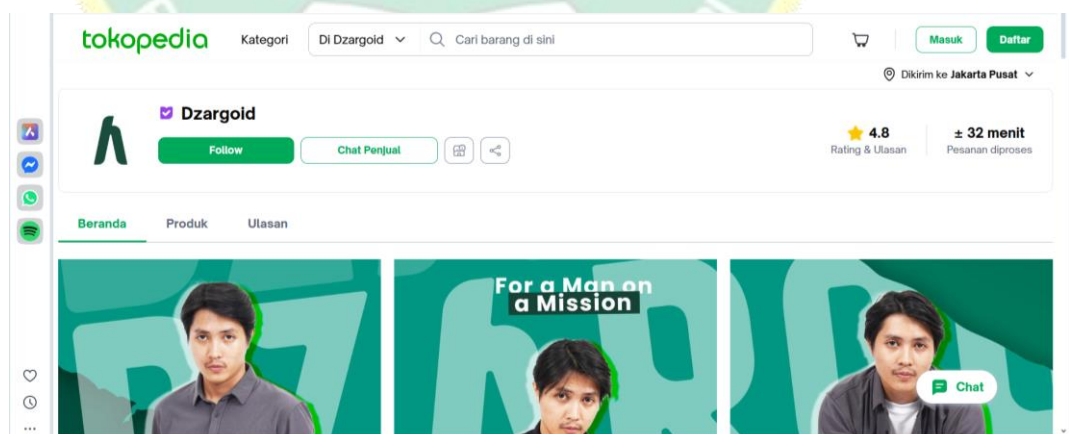 tokopedia Kategori Di Dzargoid Cari barang di sini Masuk Daftar
Dikirim ke Jakarta Pusat
Dzargoid
Follow Chat Penjual
4.8 ± 32 menit
Rating & Ulasan Pesanan diproses
Beranda Produk Ulasan
For a Man on
a Mission
Chat